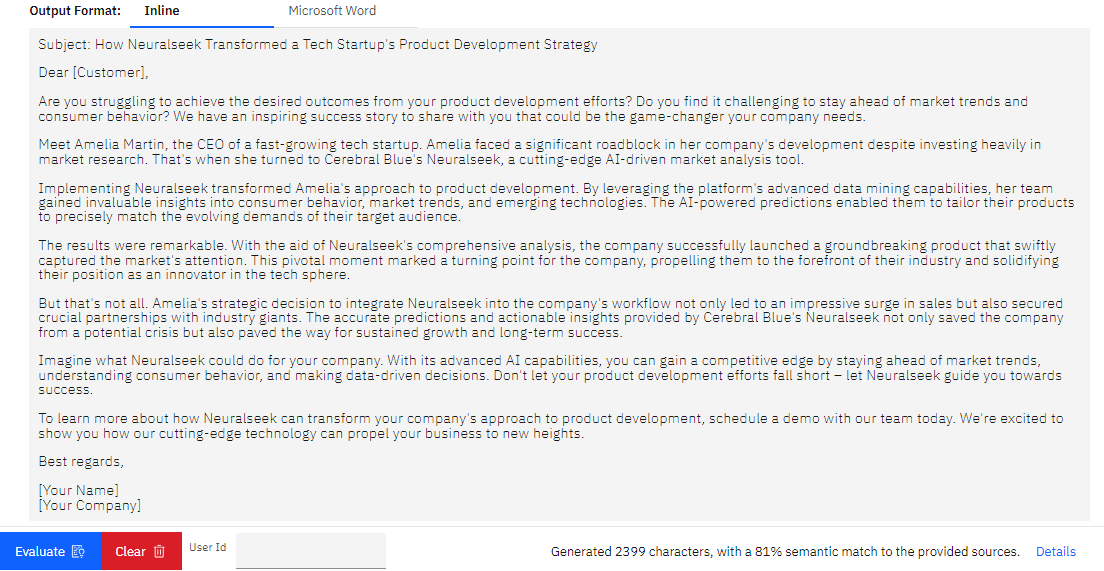 Output Format: Inline Microsoft Word
Subject: How Neuralseek Transformed a Tech Startup's Product Development Strategy
Dear [Customer],
Are you struggling to achieve the desired outcomes from your product development efforts? Do you find it challenging to stay ahead of market trends and
consumer behavior? We have an inspiring success story to share with you that could be the game-changer your company needs.
Meet Amelia Martin, the CEO of a fast-growing tech startup. Amelia faced a significant roadblock in her company's development despite investing heavily in
market research. That's when she turned to Cerebral Blue's Neuralseek, a cutting-edge AI-driven market analysis tool.
Implementing Neuralseek transformed Amelia's approach to product development. By leveraging the platform's advanced data mining capabilities, her team
gained invaluable insights into consumer behavior, market trends, and emerging technologies. The AI-powered predictions enabled them to tailor their products
to precisely match the evolving demands of their target audience.
The results were remarkable. With the aid of Neuralseek's comprehensive analysis, the company successfully launched a groundbreaking product that swiftly
captured the market's attention. This pivotal moment marked a turning point for the company, propelling them to the forefront of their industry and solidifying
their position as an innovator in the tech sphere.
But that's not all. Amelia's strategic decision to integrate Neuralseek into the company's workflow not only led to an impressive surge in sales but also secured
crucial partnerships with industry giants. The accurate predictions and actionable insights provided by Cerebral Blue's Neuralseek not only saved the company
from a potential crisis but also paved the way for sustained growth and long-term success.
Imagine what Neuralseek could do for your company. With its advanced AI capabilities, you can gain a competitive edge by staying ahead of market trends,
understanding consumer behavior, and making data-driven decisions. Don't let your product development efforts fall short – let Neuralseek guide you towards
success.
To learn more about how Neuralseek can transform your company's approach to product development, schedule a demo with our team today. We're excited to
show you how our cutting-edge technology can propel your business to new heights.
Best regards,
[Your Name]
[Your Company]
Evaluate Clear User Id Generated 2399 characters, with a 81% semantic match to the provided sources. Details